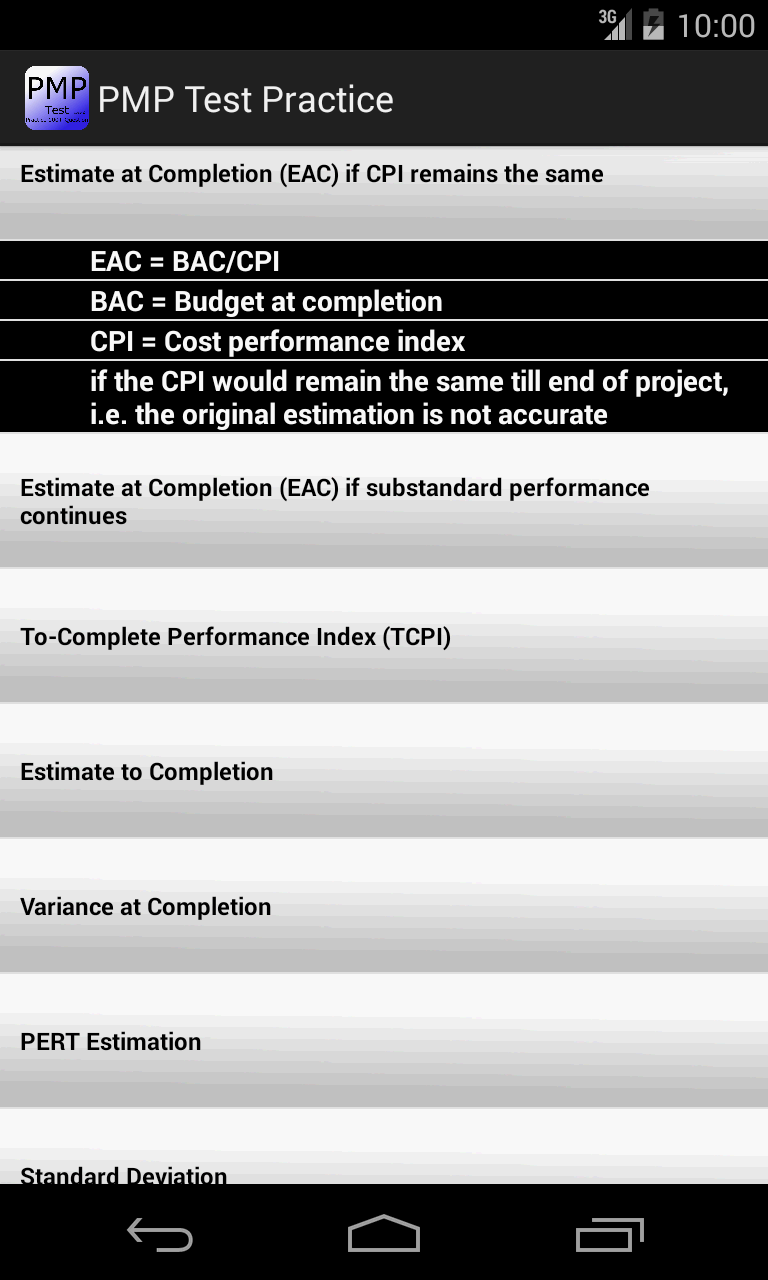 3G 10:00
PMP
Test
PMP Test Practice
Estimate at Completion (EAC) if CPI remains the same
EAC = BAC/CPI
BAC = Budget at completion
CPI = Cost performance index
if the CPI would remain the same till end of project,
i.e. the original estimation is not accurate
Estimate at Completion (EAC) if substandard performance
continues
To-Complete Performance Index (TCPI)
Estimate to Completion
Variance at Completion
PERT Estimation
Standard Deviation